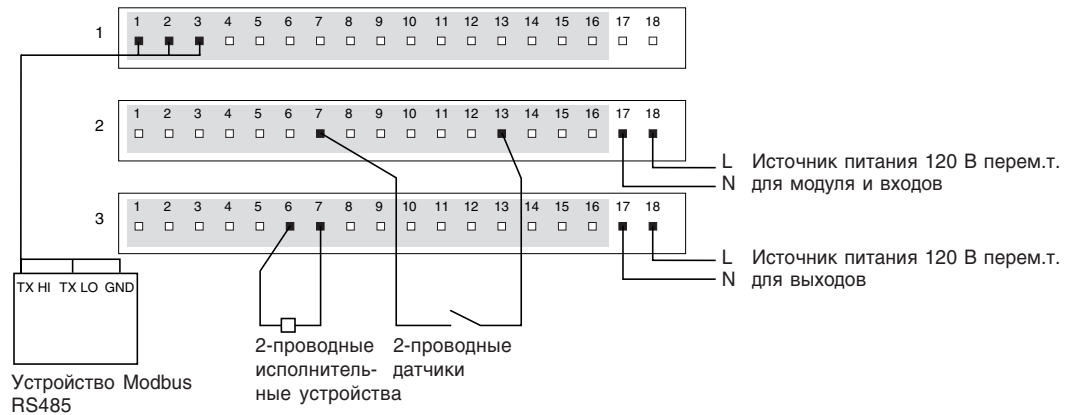 1 2 3 4 5 6 7 8 9 10 11 12 13 14 15 16 17 18
1
1 2 3 4 5 6 7 8 9 10 11 12 13 14 15 16 17 18
2
L Источник питания 120 В перем.т.
N для модуля и входов
1 2 3 4 5 6 7 8 9 10 11 12 13 14 15 16 17 18
3
L Источник питания 120 В перем.т.
N для выходов
TX HI TX LO GND
2-проводные
исполнитель-
ные устройства
2-проводные
датчики
Устройство Modbus
RS485